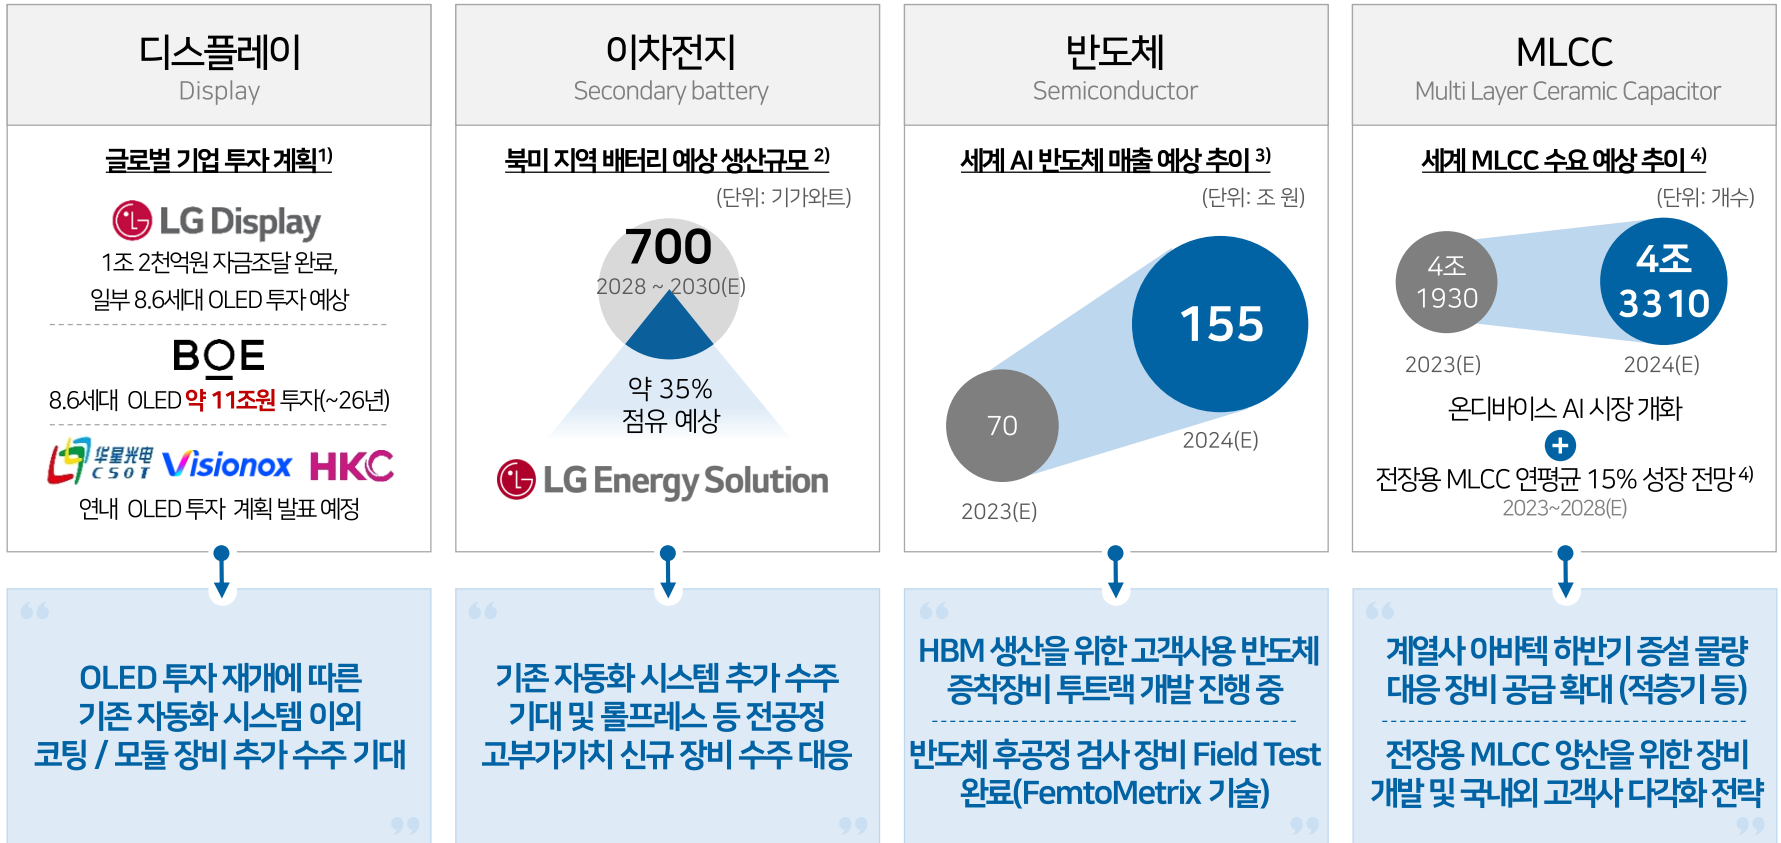 디스플레이
Display
글로벌 기업 투자 계획1)
LG Display
1조 2천억원 자금조달 완료,
일부 8.6세대 OLED 투자 예상
BOE
8.6세대 OLED 약 11조원 투자(~26년)
华星光电
CSOT
Visionox
HKC
연내 OLED 투자 계획 발표 예정
“
OLED 투자 재개에 따른
기존 자동화 시스템 이외
코팅 / 모듈 장비 추가 수주 기대
”
이차전지
Secondary battery
북미 지역 배터리 예상 생산규모 2)
(단위: 기가와트)
700
2028 ~ 2030(E)
약 35%
점유 예상
LG Energy Solution
“
기존 자동화 시스템 추가 수주
기대 및 롤프레스 등 전공정
고부가가치 신규 장비 수주 대응
”
반도체
Semiconductor
세계 AI 반도체 매출 예상 추이 3)
(단위: 조 원)
155
70
2024(E)
2023(E)
“
HBM 생산을 위한 고객사용 반도체
증착장비 투트랙 개발 진행 중
반도체 후공정 검사 장비 Field Test
완료(FemtoMetrix 기술)
”
MLCC
Multi Layer Ceramic Capacitor
세계 MLCC 수요 예상 추이 4)
(단위: 개수)
4조
1930
4조
3310
2023(E)
2024(E)
온디바이스 AI 시장 개화
+
전장용 MLCC 연평균 15% 성장 전망 4)
2023~2028(E)
“
계열사 아바텍 하반기 증설 물량
대응 장비 공급 확대 (적층기 등)
전장용 MLCC 양산을 위한 장비
개발 및 국내외 고객사 다각화 전략
”